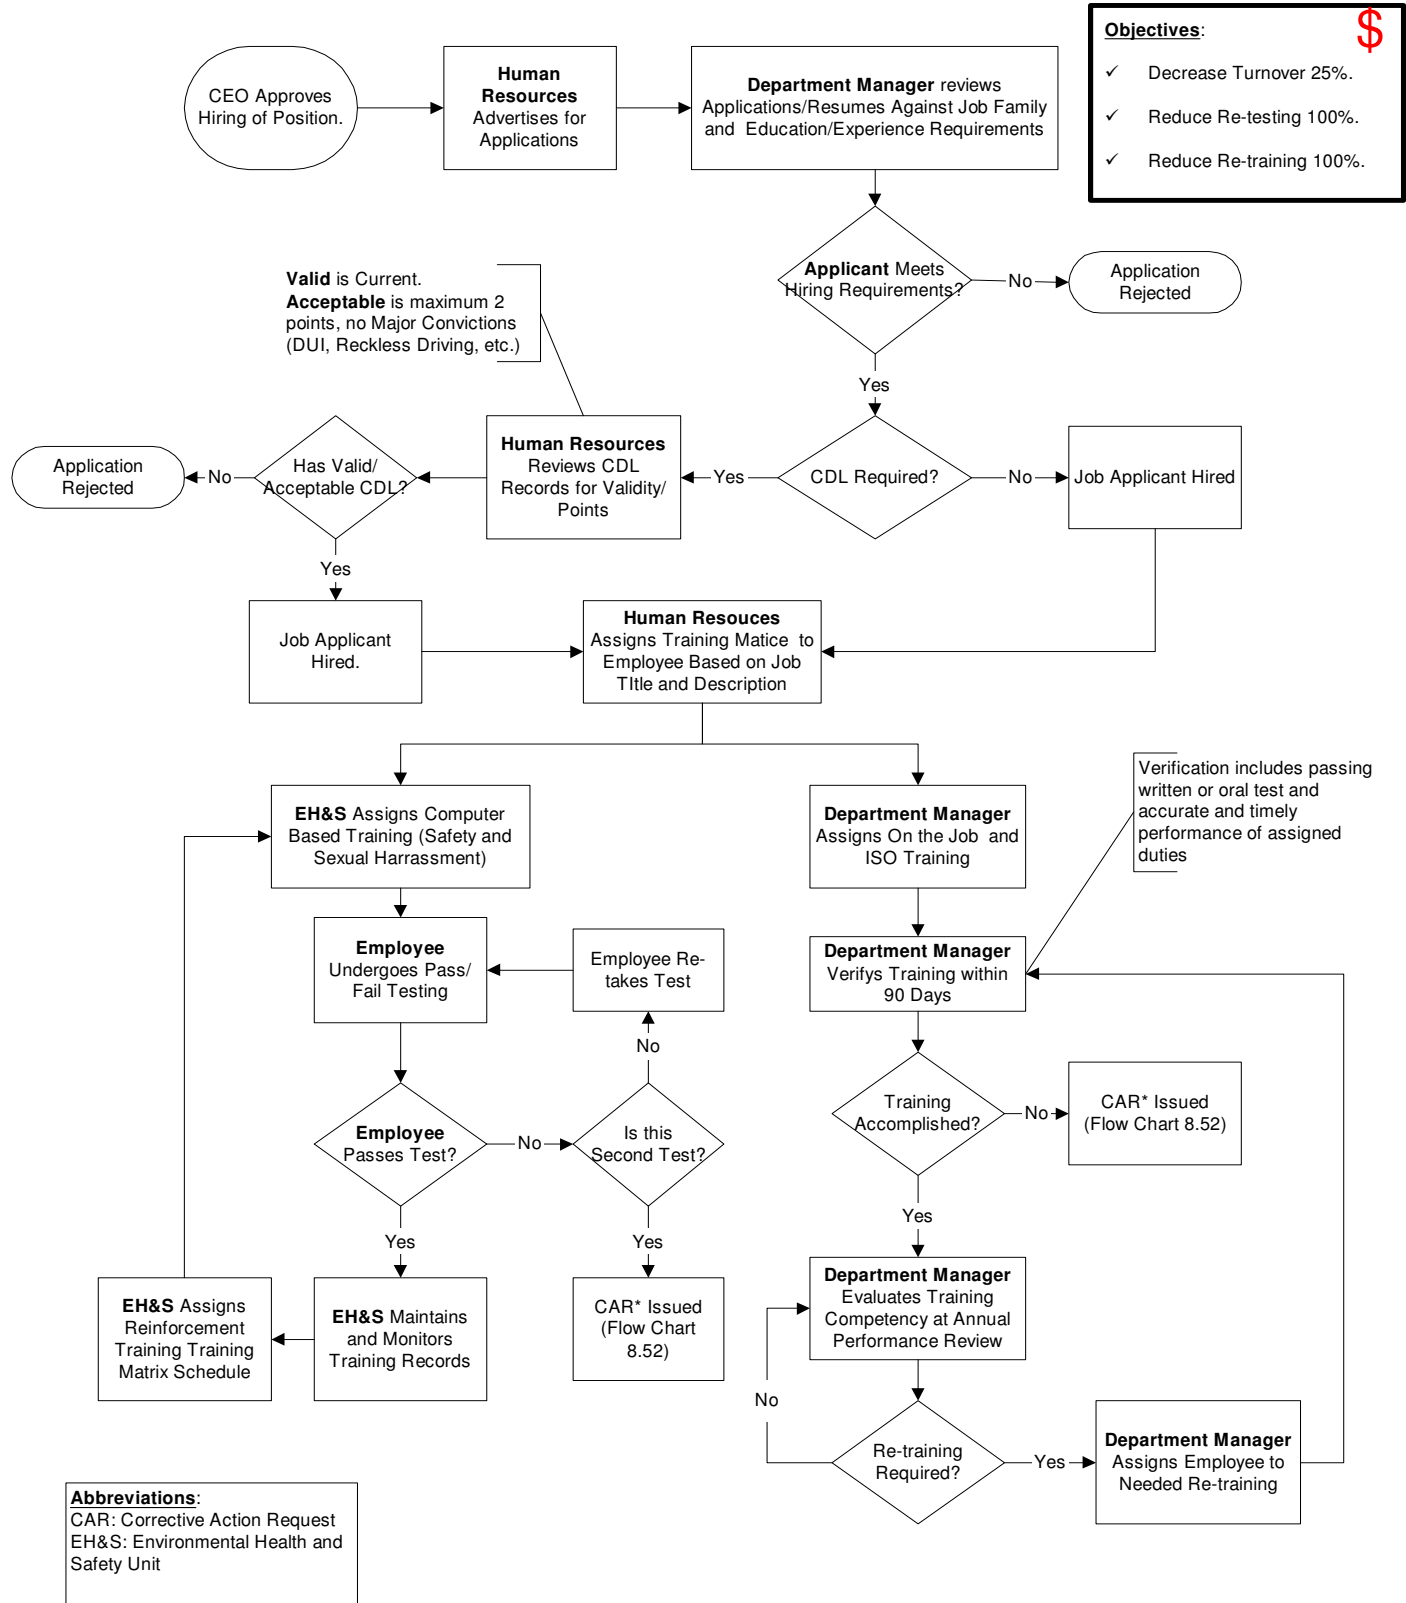 Objectives:
$
✓ Decrease Turnover 25%.
✓ Reduce Re-testing 100%.
✓ Reduce Re-training 100%.
CEO Approves
Hiring of Position.
Human
Resources
Advertises for
Applications
Department Manager reviews
Applications/Resumes Against Job Family
and Education/Experience Requirements
Applicant Meets
Hiring Requirements?
No
Application
Rejected
Yes
Valid is Current.
Acceptable is maximum 2
points, no Major Convictions
(DUI, Reckless Driving, etc.)
Application
Rejected
No
Has Valid/
Acceptable CDL?
Human Resources
Reviews CDL
Records for Validity/
Points
Yes
CDL Required?
No
Job Applicant Hired
Yes
Job Applicant
Hired.
Human Resouces
Assigns Training Matice to
Employee Based on Job
TItle and Description
EH&S Assigns Computer
Based Training (Safety and
Sexual Harrassment)
Department Manager
Assigns On the Job and
ISO Training
Verification includes passing
written or oral test and
accurate and timely
performance of assigned
duties
Employee
Undergoes Pass/
Fail Testing
Employee Re-
takes Test
Department Manager
Verifys Training within
90 Days
No
Employee
Passes Test?
No
Is this
Second Test?
Training
Accomplished?
No
CAR* Issued
(Flow Chart 8.52)
Yes
Yes
Yes
EH&S Assigns
Reinforcement
Training Training
Matrix Schedule
EH&S Maintains
and Monitors
Training Records
CAR* Issued
(Flow Chart
8.52)
Department Manager
Evaluates Training
Competency at Annual
Performance Review
No
Re-training
Required?
Yes
Department Manager
Assigns Employee to
Needed Re-training
Abbreviations:
CAR: Corrective Action Request
EH&S: Environmental Health and
Safety Unit